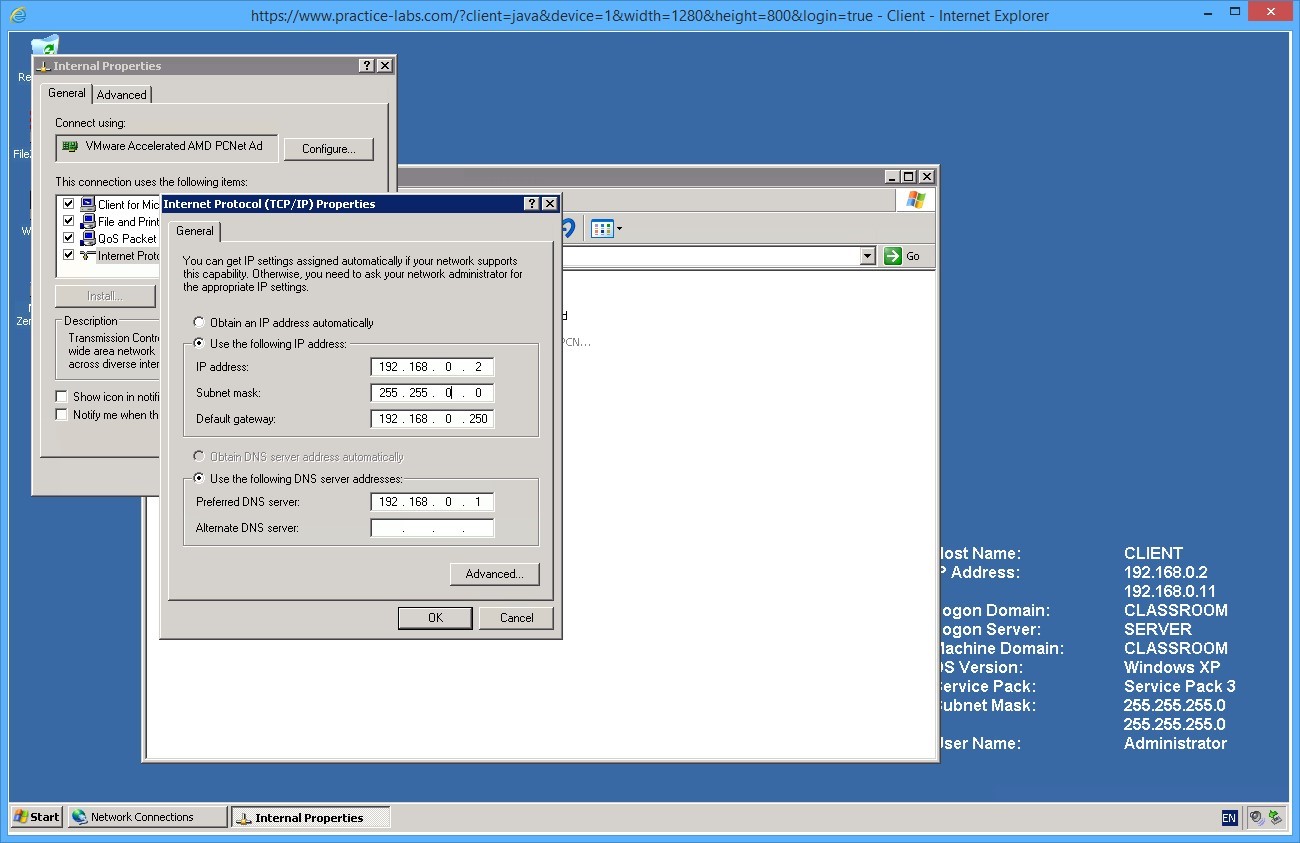 https://www.practice-labs.com/?client=java&device=1&width=1280&height=800&login=true - Client - Internet Explorer
Internal Properties
General
Advanced
Connect using:
VMware Accelerated AMD PCNet Ad
Configure...
This connection uses the following items:
Client for Mic
File and Print
QoS Packet
Internet Proto
Install...
Description
Transmission Contro
wide area network
across diverse inter
Show icon in notifi
Notify me when th
Internet Protocol (TCP/IP) Properties
General
You can get IP settings assigned automatically if your network supports
this capability. Otherwise, you need to ask your network administrator for
the appropriate IP settings.
Obtain an IP address automatically
Use the following IP address:
IP address: 192 . 168 . 0 . 2
Subnet mask: 255 . 255 . 0 . 0
Default gateway: 192 . 168 . 0 . 250
Obtain DNS server address automatically
Use the following DNS server addresses:
Preferred DNS server: 192 . 168 . 0 . 1
Alternate DNS server: . . .
Advanced...
OK
Cancel
Go
PCN...
Host Name: CLIENT
IP Address: 192.168.0.2
192.168.0.11
ogon Domain: CLASSROOM
ogon Server: SERVER
Machine Domain: CLASSROOM
OS Version: Windows XP
Service Pack: Service Pack 3
Subnet Mask: 255.255.255.0
255.255.255.0
User Name: Administrator
Start
Network Connections
Internal Properties
EN